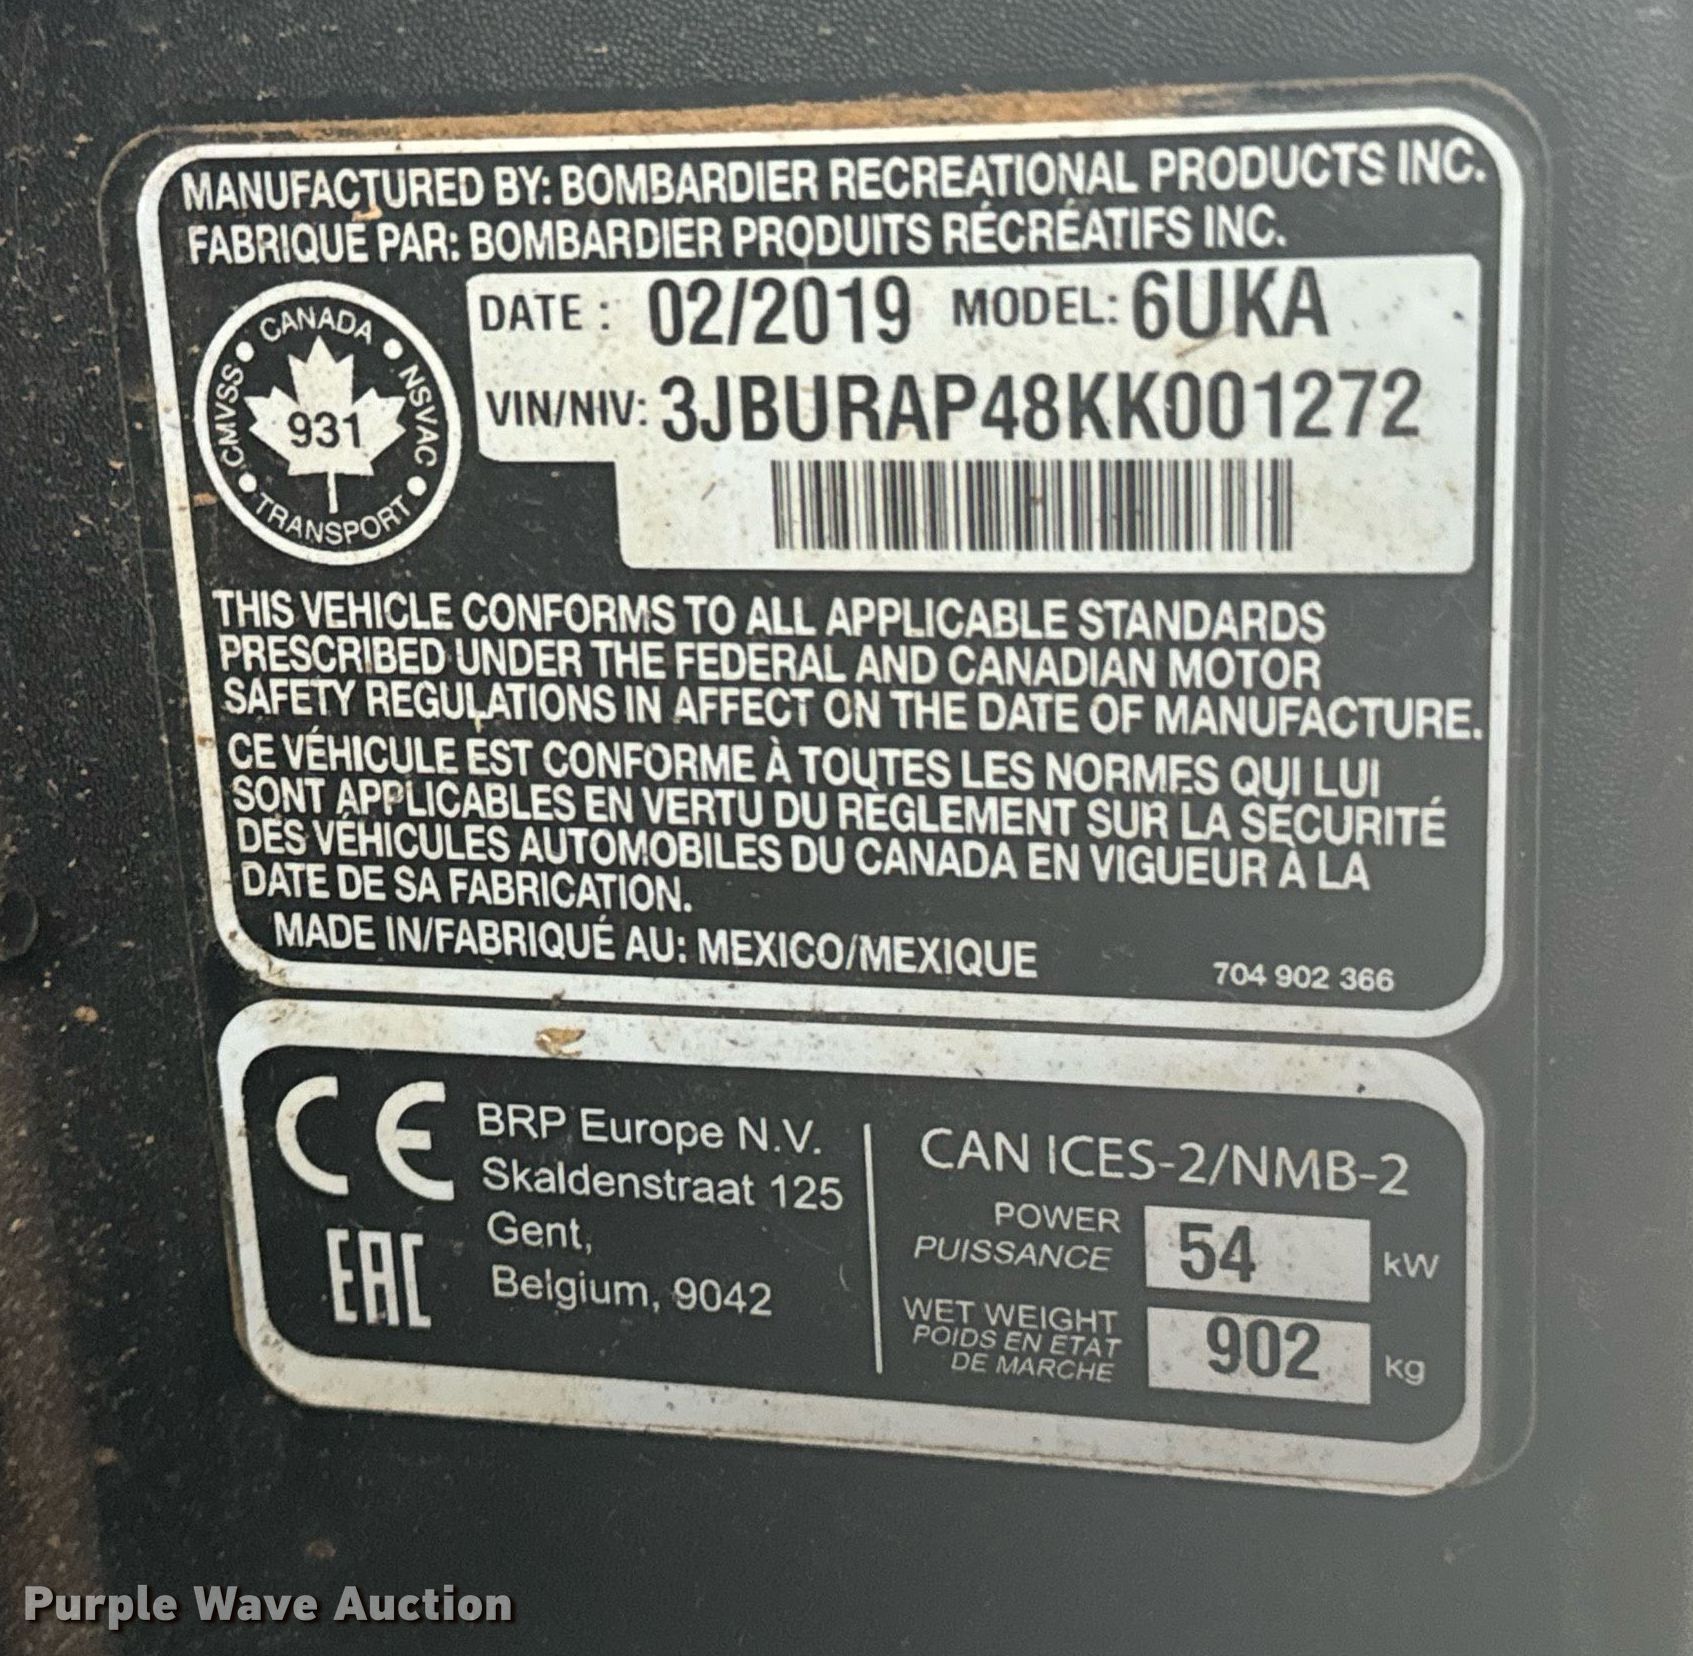 MANUFACTURED BY: BOMBARDIER RECREATIONAL PRODUCTS INC.
FABRIQUÉ PAR: BOMBARDIER PRODUITS RÉCRÉATIFS INC.
CANADA
CMVSS
NSVAC
931
TRANSPORT
DATE : 02/2019 MODEL: 6UKA
VIN/NIV: 3JBURAP48KK001272
THIS VEHICLE CONFORMS TO ALL APPLICABLE STANDARDS
PRESCRIBED UNDER THE FEDERAL AND CANADIAN MOTOR
SAFETY REGULATIONS IN AFFECT ON THE DATE OF MANUFACTURE.
CE VÉHICULE EST CONFORME À TOUTES LES NORMES QUI LUI
SONT APPLICABLES EN VERTU DU RÈGLEMENT SUR LA SÉCURITÉ
DES VÉHICULES AUTOMOBILES DU CANADA EN VIGUEUR À LA
DATE DE SA FABRICATION.
MADE IN/FABRIQUÉ AU: MEXICO/MEXIQUE
704 902 366
CE
EAC
BRP Europe N.V.
Skaldenstraat 125
Gent,
Belgium, 9042
CAN ICES-2/NMB-2
POWER
PUISSANCE
54 kW
WET WEIGHT
POIDS EN ETAT
DE MARCHE
902 kg
Purple Wave Auction